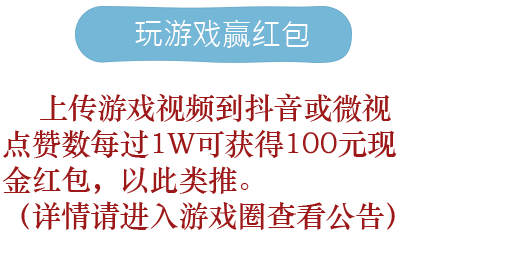 玩游戏赢红包
上传游戏视频到抖音或微视
点赞数每过1W可获得100元现
金红包，以此类推。
（详情请进入游戏圈查看公告）